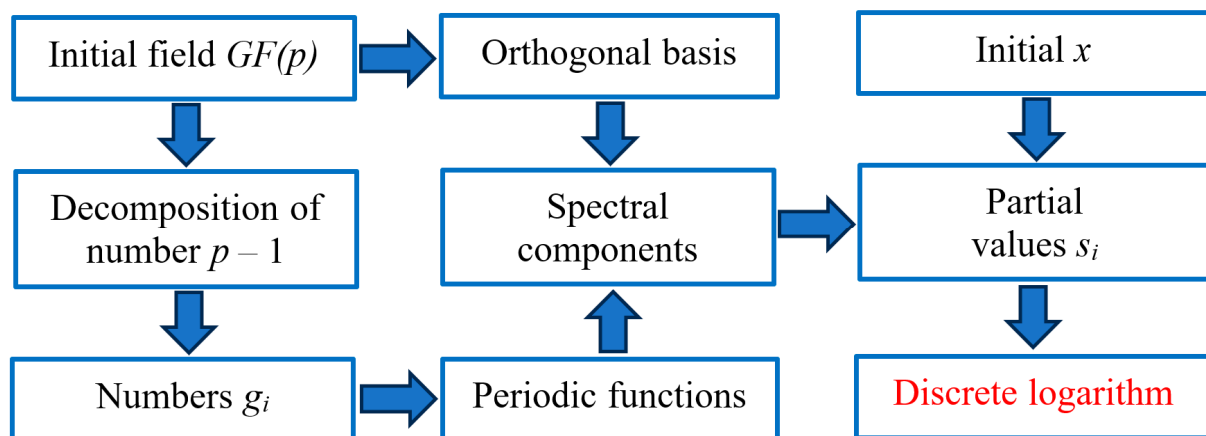 Initial field GF(p)
Orthogonal basis
Initial x
Decomposition of
number p – 1
Spectral
components
Partial
values sᵢ
Numbers gᵢ
Periodic functions
Discrete logarithm